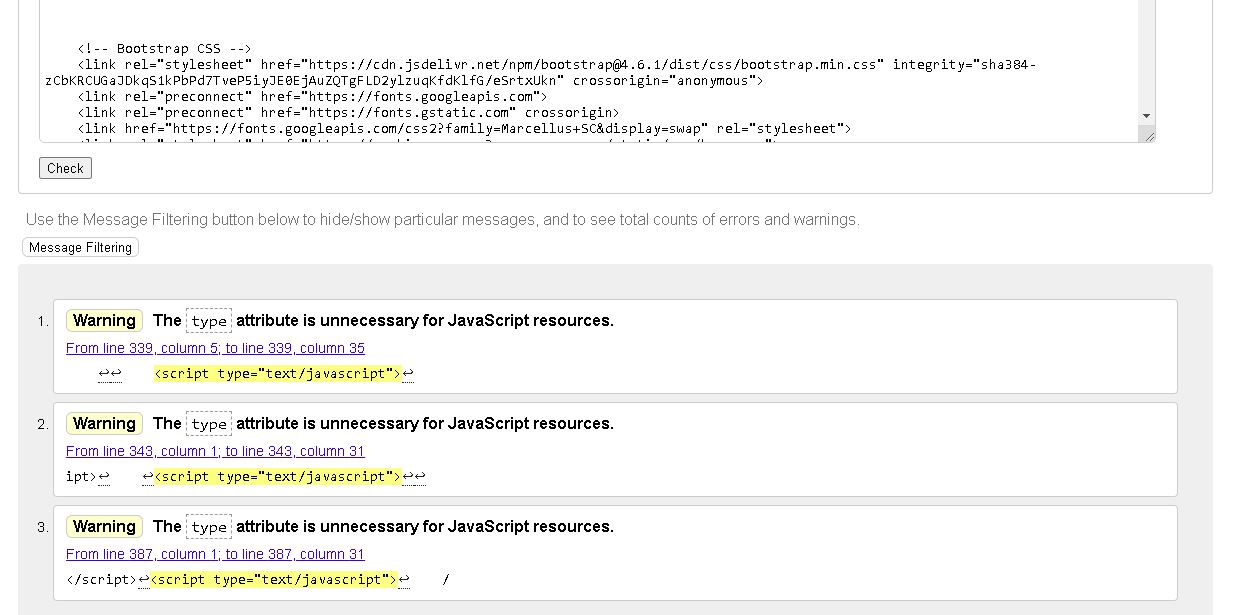 <!-- Bootstrap CSS -->
<link rel="stylesheet" href="https://cdn.jsdelivr.net/npm/bootstrap@4.6.1/dist/css/bootstrap.min.css" integrity="sha384-
zCbKRCUGaJDkqS1kPbPd7TveP5iyJE0EjAuZQTgFLD2ylzuqKfdKlfG/eSrtxUkn" crossorigin="anonymous">
<link rel="preconnect" href="https://fonts.googleapis.com">
<link rel="preconnect" href="https://fonts.gstatic.com" crossorigin>
<link href="https://fonts.googleapis.com/css2?family=Marcellus+SC&display=swap" rel="stylesheet">
Check
Use the Message Filtering button below to hide/show particular messages, and to see total counts of errors and warnings.
Message Filtering
1. Warning The type attribute is unnecessary for JavaScript resources.
From line 339, column 5; to line 339, column 35
↩↩ <script type="text/javascript">↩
2. Warning The type attribute is unnecessary for JavaScript resources.
From line 343, column 1; to line 343, column 31
ipt>↩ ↩<script type="text/javascript">↩↩
3. Warning The type attribute is unnecessary for JavaScript resources.
From line 387, column 1; to line 387, column 31
</script>↩<script type="text/javascript">↩ /